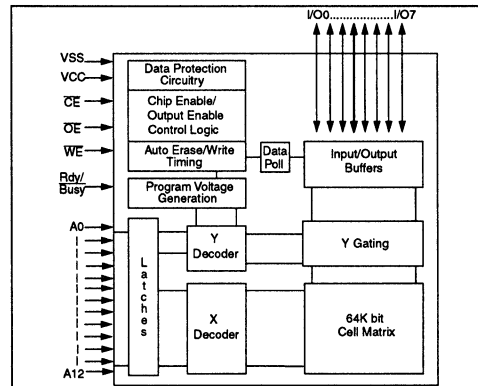 I/O0....................I/O7
VSS
VCC
CE
OE
WE
Rdy/
Busy
A0
A12
Data Protection
Circuitry
Chip Enable/
Output Enable
Control Logic
Auto Erase/Write
Timing
Data
Poll
Input/Output
Buffers
Program Voltage
Generation
L
a
t
c
h
e
s
Y
Decoder
Y Gating
X
Decoder
64K bit
Cell Matrix